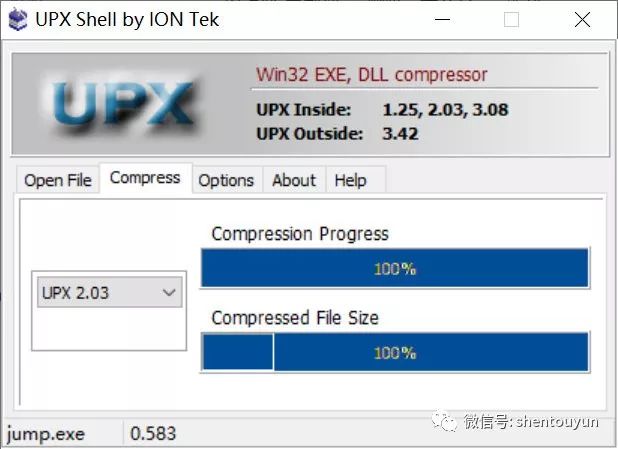 UPX Shell by ION Tek
UPX
Win32 EXE, DLL compressor
UPX Inside: 1.25, 2.03, 3.08
UPX Outside: 3.42
Open File Compress Options About Help
Compression Progress
100%
UPX 2.03
Compressed File Size
100%
jump.exe 0.583
微信号: shentouyun